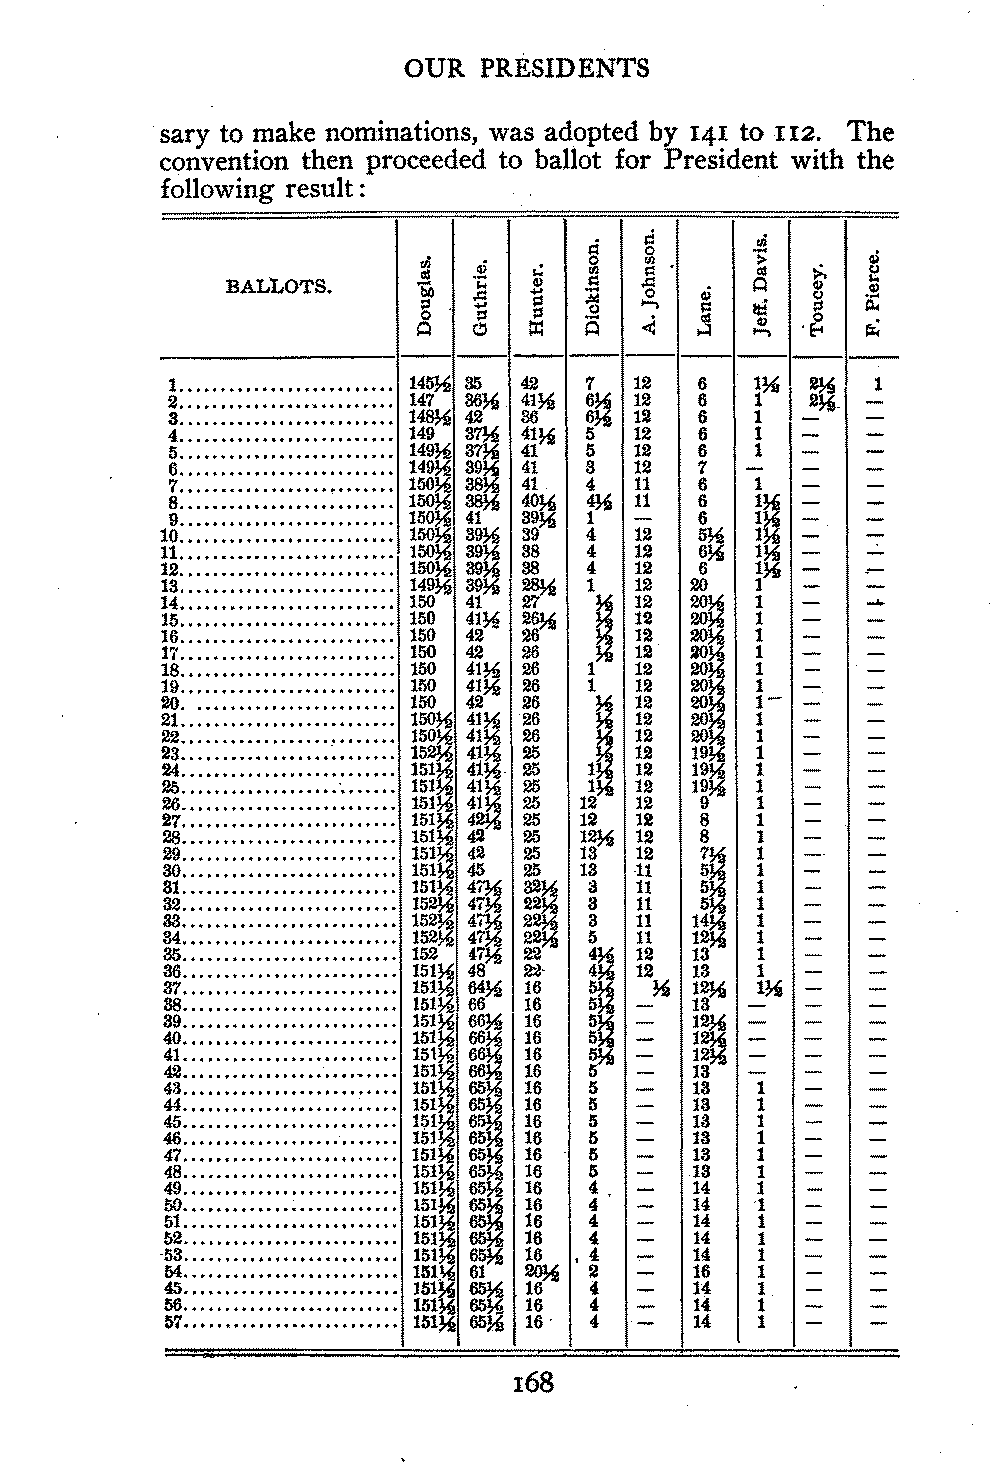 OUR PRESIDENTS
sary to make nominations, was adopted by 141 to 112. The
convention then proceeded to ballot for President with the
following result:
BALLOTS. Douglas. Guthrie. Hunter. Dickinson. A. Johnson. Lane. Jeff. Davis. Toucey. F. Pierce.
1.......................... 145½ 35 42 7 12 6 1½ 2½ 1
2.......................... 147 36½ 41½ 6½ 12 6 1 2½ —
3.......................... 148½ 42 36 6½ 12 6 1 — —
4.......................... 149 37½ 41½ 5 12 6 1 — —
5.......................... 149½ 37½ 41 5 12 6 1 — —
6.......................... 149½ 39½ 41 3 12 7 — — —
7.......................... 150½ 38½ 41 4 11 6 1 — —
8.......................... 150½ 38½ 40½ 4½ 11 6 1½ — —
9.......................... 150½ 41 39½ 1 — 6 1½ — —
10.......................... 150½ 39½ 39 4 12 5½ 1½ — —
11.......................... 150½ 39½ 38 4 12 6½ 1½ — —
12.......................... 150½ 39½ 38 4 12 6 1½ — —
13.......................... 149½ 39½ 28½ 1 12 20 1 — —
14.......................... 150 41 27 ½ 12 20½ 1 — —
15.......................... 150 41½ 26½ ½ 12 20½ 1 — —
16.......................... 150 42 26 ½ 12 20½ 1 — —
17.......................... 150 42 26 ½ 12 20½ 1 — —
18.......................... 150 41½ 26 1 12 20½ 1 — —
19.......................... 150 41½ 26 1 12 20½ 1 — —
20. ........................ 150 42 26 ½ 12 20½ 1 — —
21.......................... 150½ 41½ 26 ½ 12 20½ 1 — —
22.......................... 150½ 41½ 26 ½ 12 20½ 1 — —
23.......................... 152½ 41½ 25 ½ 12 19½ 1 — —
24.......................... 151½ 41½ 25 1½ 12 19½ 1 — —
25.......................... 151½ 41½ 25 1½ 12 19½ 1 — —
26.......................... 151½ 41½ 25 12 12 9 1 — —
27.......................... 151½ 42½ 25 12 12 8 1 — —
28.......................... 151½ 42 25 12½ 12 8 1 — —
29.......................... 151½ 42 25 13 12 7½ 1 — —
30.......................... 151½ 45 25 13 11 5½ 1 — —
31.......................... 151½ 47½ 32½ 3 11 5½ 1 — —
32.......................... 152½ 47½ 22½ 3 11 5½ 1 — —
33.......................... 152½ 47½ 22½ 3 11 14½ 1 — —
34.......................... 152½ 47½ 22½ 5 11 12½ 1 — —
35.......................... 152 47½ 22 4½ 12 13 1 — —
36.......................... 151½ 48 22 4½ 12 13 1 — —
37.......................... 151½ 64½ 16 5½ ½ 12½ 1½ — —
38.......................... 151½ 66 16 5½ — 13 — — —
39.......................... 151½ 66½ 16 5½ — 12½ — — —
40.......................... 151½ 66½ 16 5½ — 12½ — — —
41.......................... 151½ 66½ 16 5½ — 12½ — — —
42.......................... 151½ 66½ 16 5 — 13 — — —
43.......................... 151½ 65½ 16 5 — 13 1 — —
44.......................... 151½ 65½ 16 5 — 13 1 — —
45.......................... 151½ 65½ 16 5 — 13 1 — —
46.......................... 151½ 65½ 16 5 — 13 1 — —
47.......................... 151½ 65½ 16 5 — 13 1 — —
48.......................... 151½ 65½ 16 5 — 13 1 — —
49.......................... 151½ 65½ 16 4 — 14 1 — —
50.......................... 151½ 65½ 16 4 — 14 1 — —
51.......................... 151½ 65½ 16 4 — 14 1 — —
52.......................... 151½ 65½ 16 4 — 14 1 — —
53.......................... 151½ 65½ 16 4 — 14 1 — —
54.......................... 151½ 61 20½ 2 — 16 1 — —
45.......................... 151½ 65½ 16 4 — 14 1 — —
56.......................... 151½ 65½ 16 4 — 14 1 — —
57.......................... 151½ 65½ 16 4 — 14 1 — —
168